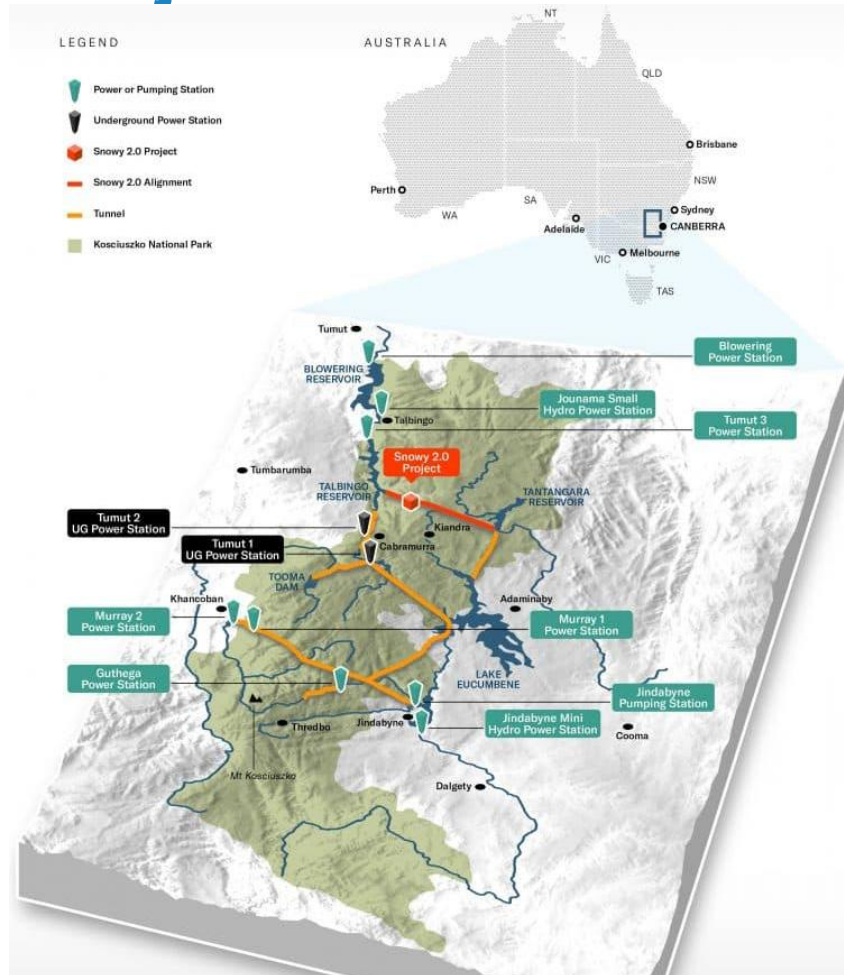 LEGEND
Power or Pumping Station
Underground Power Station
Snowy 2.0 Project
Snowy 2.0 Alignment
Tunnel
Kosciuszko National Park
AUSTRALIA
NT
QLD
Brisbane
NSW
Perth
SA
Sydney
WA
Adelaide
CANBERRA
VIC
Melbourne
TAS
Tumut
Blowering
Power Station
BLOWERING
RESERVOIR
Jounama Small
Hydro Power Station
Talbingo
Tumut 3
Power Station
Snowy 2.0
Project
Tumbarumba
TALBINGO
RESERVOIR
TANTANGARA
RESERVOIR
Tumut 2
UG Power Station
Kiandra
Tumut 1
UG Power Station
Cabramurra
TOOMA
DAM
Khancoban
Adaminaby
Murray 2
Power Station
Murray 1
Power Station
Guthega
Power Station
LAKE
EUCUMBENE
Jindabyne
Pumping Station
Jindabyne
Jindabyne Mini
Hydro Power Station
Thredbo
Cooma
Mt Kosciuszko
Dalgety